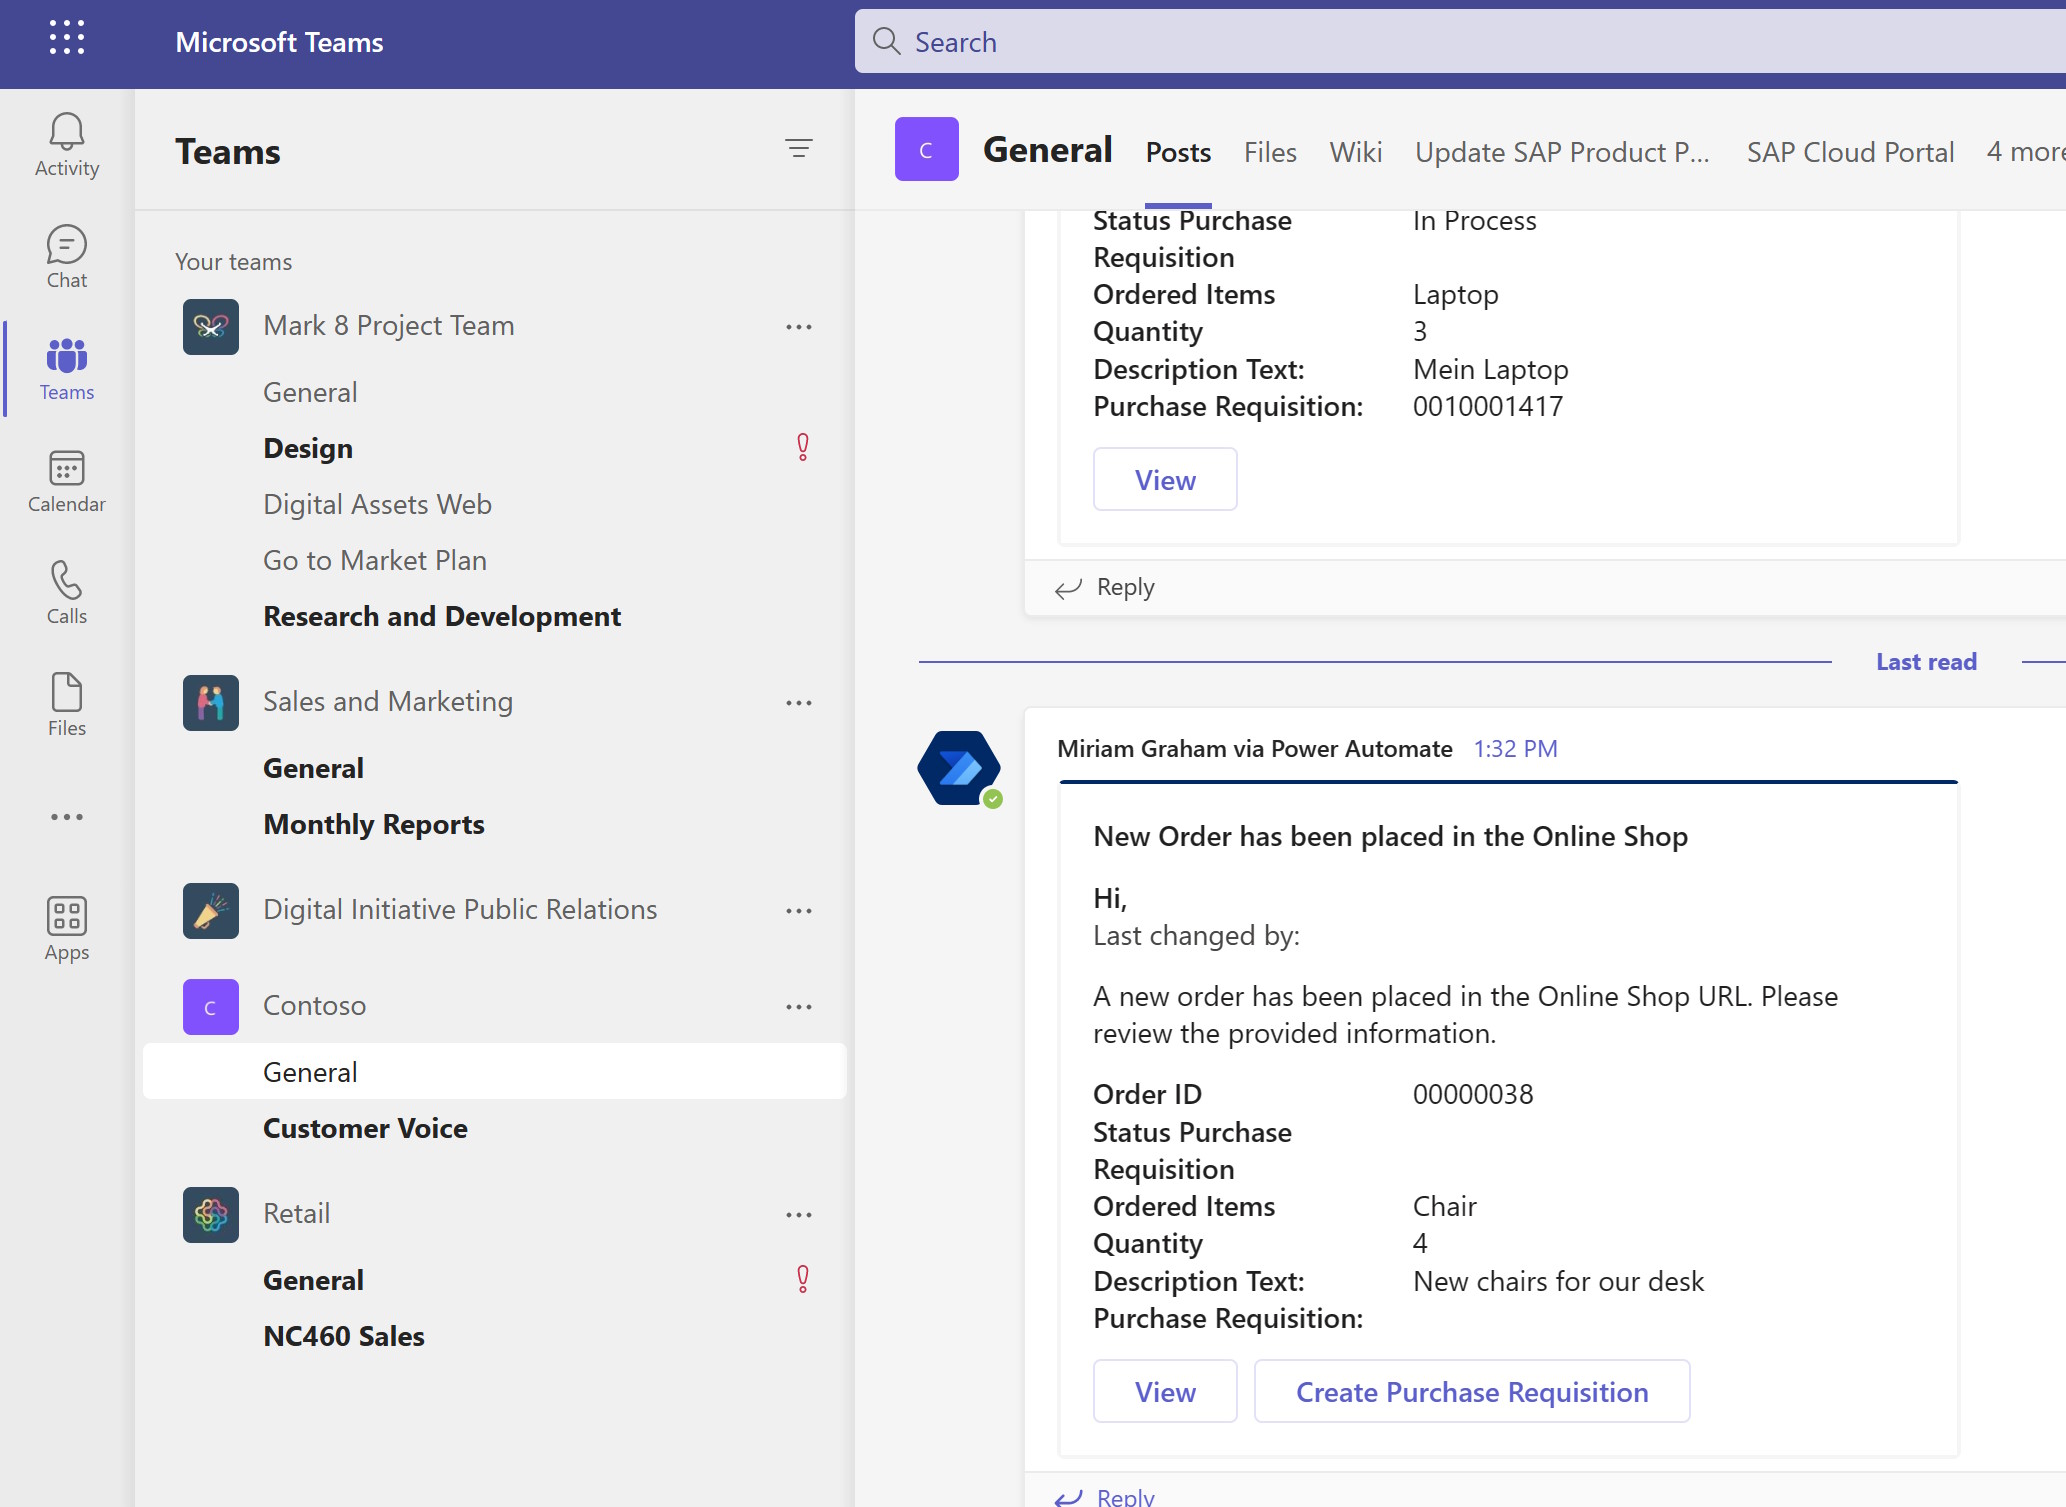 Microsoft Teams
Search
Activity
Chat
Teams
Calendar
Calls
Files
Apps
Teams
Your teams
Mark 8 Project Team
General
Design
Digital Assets Web
Go to Market Plan
Research and Development
Sales and Marketing
General
Monthly Reports
Digital Initiative Public Relations
C
Contoso
General
Customer Voice
Retail
General
NC460 Sales
C
General
Posts
Files
Wiki
Update SAP Product P...
SAP Cloud Portal
4 more
Status Purchase Requisition In Process
Ordered Items Laptop
Quantity 3
Description Text: Mein Laptop
Purchase Requisition: 0010001417
View
Reply
Last read
Miriam Graham via Power Automate 1:32 PM
New Order has been placed in the Online Shop
Hi,
Last changed by:
A new order has been placed in the Online Shop URL. Please
review the provided information.
Order ID 00000038
Status Purchase
Requisition
Ordered Items Chair
Quantity 4
Description Text: New chairs for our desk
Purchase Requisition:
View
Create Purchase Requisition
Reply